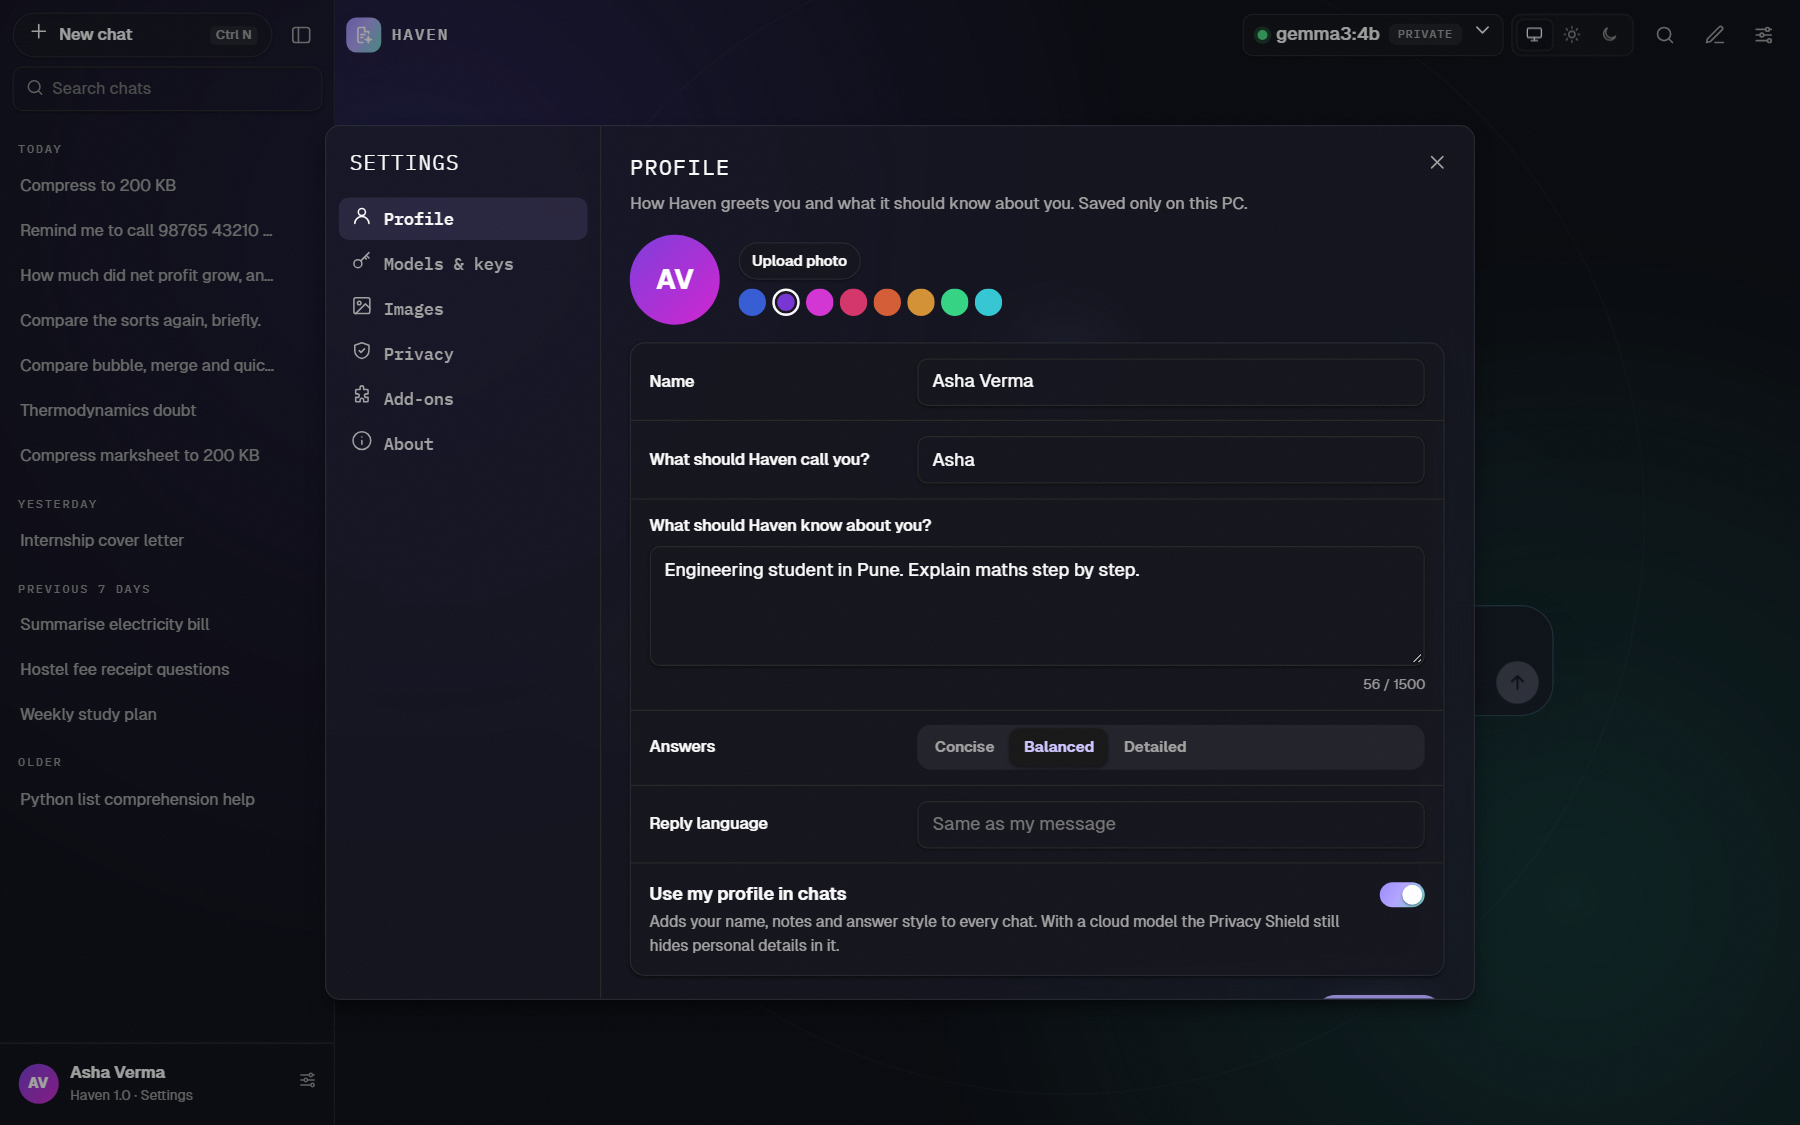 New chat
Ctrl N
HAVEN
gemma3:4b
PRIVATE
Search chats
TODAY
Compress to 200 KB
Remind me to call 98765 43210 ...
How much did net profit grow, an...
Compare the sorts again, briefly.
Compare bubble, merge and quic...
Thermodynamics doubt
Compress marksheet to 200 KB
YESTERDAY
Internship cover letter
PREVIOUS 7 DAYS
Summarise electricity bill
Hostel fee receipt questions
Weekly study plan
OLDER
Python list comprehension help
AV
Asha Verma
Haven 1.0 · Settings
SETTINGS
Profile
Models & keys
Images
Privacy
Add-ons
About
PROFILE
How Haven greets you and what it should know about you. Saved only on this PC.
AV
Upload photo
Name
Asha Verma
What should Haven call you?
Asha
What should Haven know about you?
Engineering student in Pune. Explain maths step by step.
56 / 1500
Answers
Concise
Balanced
Detailed
Reply language
Same as my message
Use my profile in chats
Adds your name, notes and answer style to every chat. With a cloud model the Privacy Shield still
hides personal details in it.